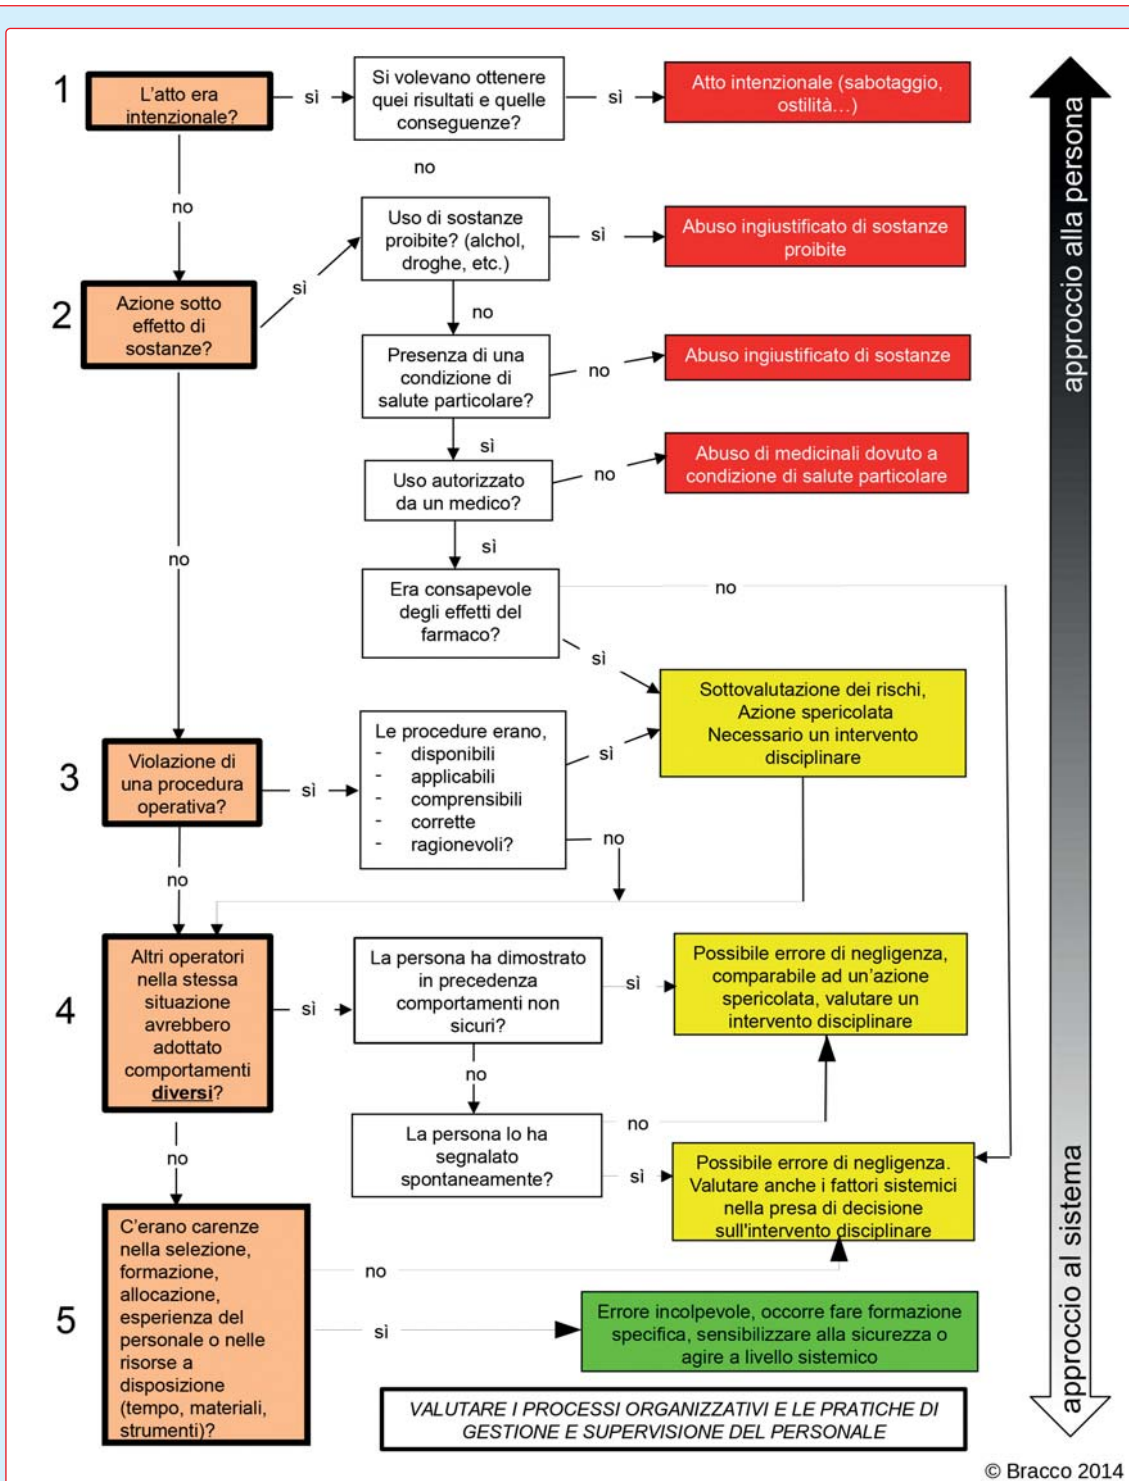 1
L'atto era
intenzionale?
sì
Si volevano ottenere
quei risultati e quelle
conseguenze?
sì
Atto intenzionale (sabotaggio,
ostilità…)
no
no
2
Azione sotto
effetto di
sostanze?
sì
Uso di sostanze
proibite? (alchol,
droghe, etc.)
sì
Abuso ingiustificato di sostanze
proibite
no
Presenza di una
condizione di
salute particolare?
no
Abuso ingiustificato di sostanze
sì
Uso autorizzato
da un medico?
no
Abuso di medicinali dovuto a
condizione di salute particolare
sì
Era consapevole
degli effetti del
farmaco?
no
sì
no
Sottovalutazione dei rischi,
Azione spericolata
Necessario un intervento
disciplinare
3
Violazione di
una procedura
operativa?
sì
Le procedure erano,
- disponibili
- applicabili
- comprensibili
- corrette
- ragionevoli?
sì
no
no
4
Altri operatori
nella stessa
situazione
avrebbero
adottato
comportamenti
diversi?
sì
La persona ha dimostrato
in precedenza
comportamenti non
sicuri?
sì
Possibile errore di negligenza,
comparabile ad un'azione
spericolata, valutare un
intervento disciplinare
no
La persona lo ha
segnalato
spontaneamente?
no
sì
Possibile errore di negligenza.
Valutare anche i fattori sistemici
nella presa di decisione
sull'intervento disciplinare
no
5
C'erano carenze
nella selezione,
formazione,
allocazione,
esperienza del
personale o nelle
risorse a
disposizione
(tempo, materiali,
strumenti)?
no
sì
Errore incolpevole, occorre fare formazione
specifica, sensibilizzare alla sicurezza o
agire a livello sistemico
VALUTARE I PROCESSI ORGANIZZATIVI E LE PRATICHE DI
GESTIONE E SUPERVISIONE DEL PERSONALE
approccio alla persona
approccio al sistema
© Bracco 2014